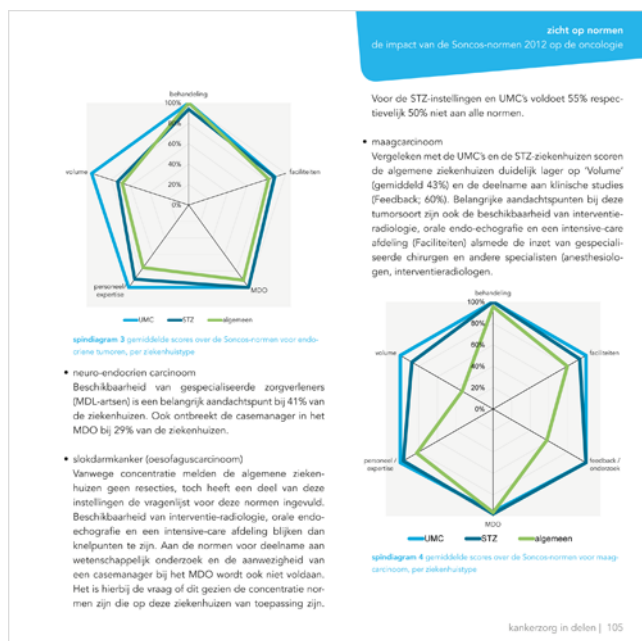 zicht op normen
de impact van de Soncos-normen 2012 op de oncologie
behandeling
100%
80%
60%
40%
20%
0%
volume
faciliteiten
personeel/
expertise
MDO
UMC STZ algemeen
spindiagram 3 gemiddelde scores over de Soncos-normen voor endo-
criene tumoren, per ziekenhuistype
• neuro-endocrien carcinoom
Beschikbaarheid van gespecialiseerde zorgverleners
(MDL-artsen) is een belangrijk aandachtspunt bij 41% van
de ziekenhuizen. Ook ontbreekt de casemanager in het
MDO bij 29% van de ziekenhuizen.
• slokdarmkanker (oesofaguscarcinoom)
Vanwege concentratie melden de algemene zieken-
huizen geen resecties, toch heeft een deel van deze
instellingen de vragenlijst voor deze normen ingevuld.
Beschikbaarheid van interventie-radiologie, orale endo-
echografie en een intensive-care afdeling blijken dan
knelpunten te zijn. Aan de normen voor deelname aan
wetenschappelijk onderzoek en de aanwezigheid van
een casemanager bij het MDO wordt ook niet voldaan.
Het is hierbij de vraag of dit gezien de concentratie nor-
men zijn die op deze ziekenhuizen van toepassing zijn.
Voor de STZ-instellingen en UMC's voldoet 55% respec-
tievelijk 50% niet aan alle normen.
• maagcarcinoom
Vergeleken met de UMC's en de STZ-ziekenhuizen scoren
de algemene ziekenhuizen duidelijk lager op 'Volume'
(gemiddeld 43%) en de deelname aan klinische studies
(Feedback; 60%). Belangrijke aandachtspunten bij deze
tumorsoort zijn ook de beschikbaarheid van interventie-
radiologie, orale endo-echografie en een intensive-care
afdeling (Faciliteiten) alsmede de inzet van gespeciali-
seerde chirurgen en andere specialisten (anesthesiolo-
gen, interventieradiologen.
behandeling
100%
80%
60%
40%
20%
0%
volume
faciliteiten
personeel /
expertise
feedback /
onderzoek
MDO
UMC STZ algemeen
spindiagram 4 gemiddelde scores over de Soncos-normen voor maag-
carcinoom, per ziekenhuistype
kankerzorg in delen | 105